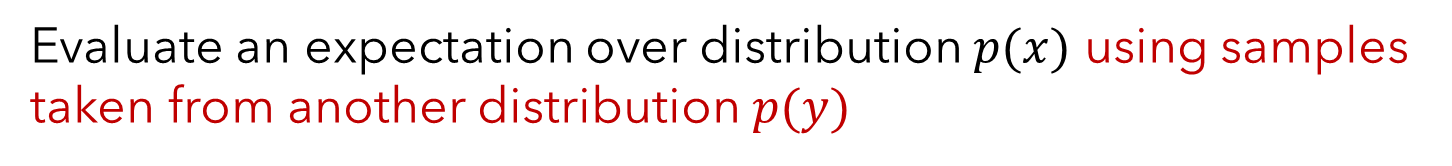 Evaluate an expectation over distribution p(x) using samples
taken from another distribution p(y)